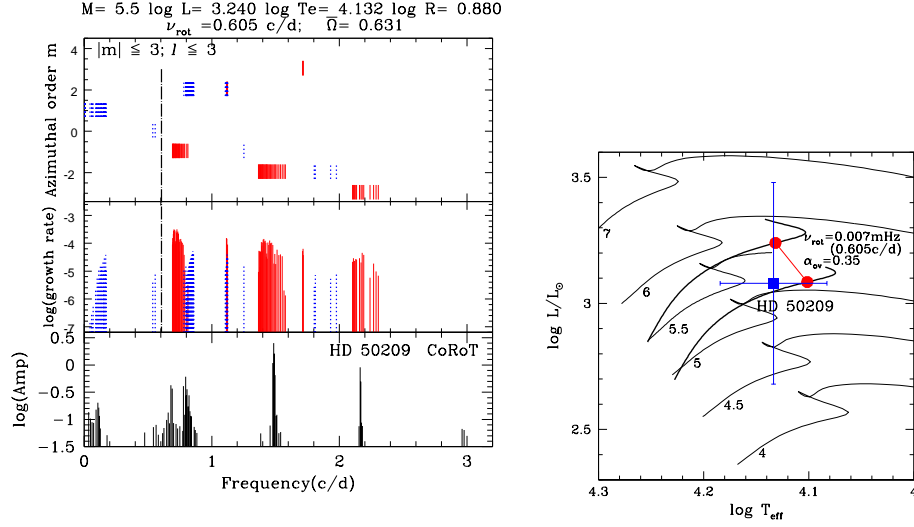 M= 5.5 log L= 3.240 log Te= 4.132 log R= 0.880
ν_rot =0.605 c/d; Ω̅= 0.631
|m| ≦ 3; l ≦ 3
Azimuthal order m
4
2
0
-2
log(growth rate)
-3
-4
-5
-6
-7
HD 50209 CoRoT
log(Amp)
0.5
0
-0.5
-1
-1.5
0 1 2 3
Frequency(c/d)
log L/L⊙
3.5
3.0
2.5
7
6
5.5
5
4.5
4
ν_rot=0.007mHz
(0.605c/d)
α_ov=0.35
HD 50209
4.3 4.2 4.1 4
log T_eff